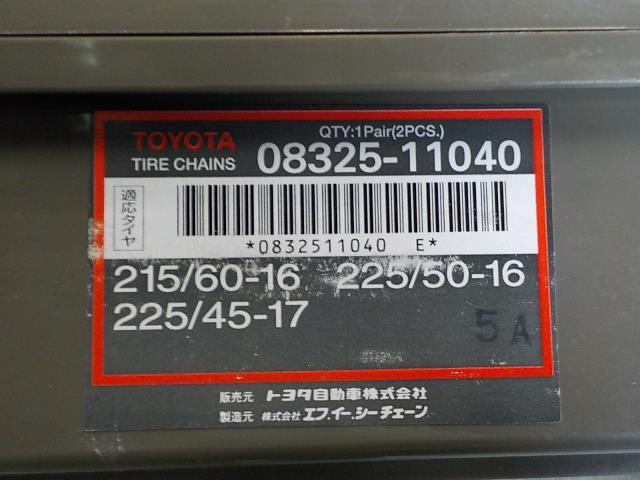 QTY:1Pair(2PCS.)
TOYOTA
TIRE CHAINS 08325-11040
適応タイヤ
*0832511040 E*
215/60-16 225/50-16
225/45-17
5A
販売元 トヨタ自動車株式会社
製造元 株式会社エフ.イー.シーチェーン